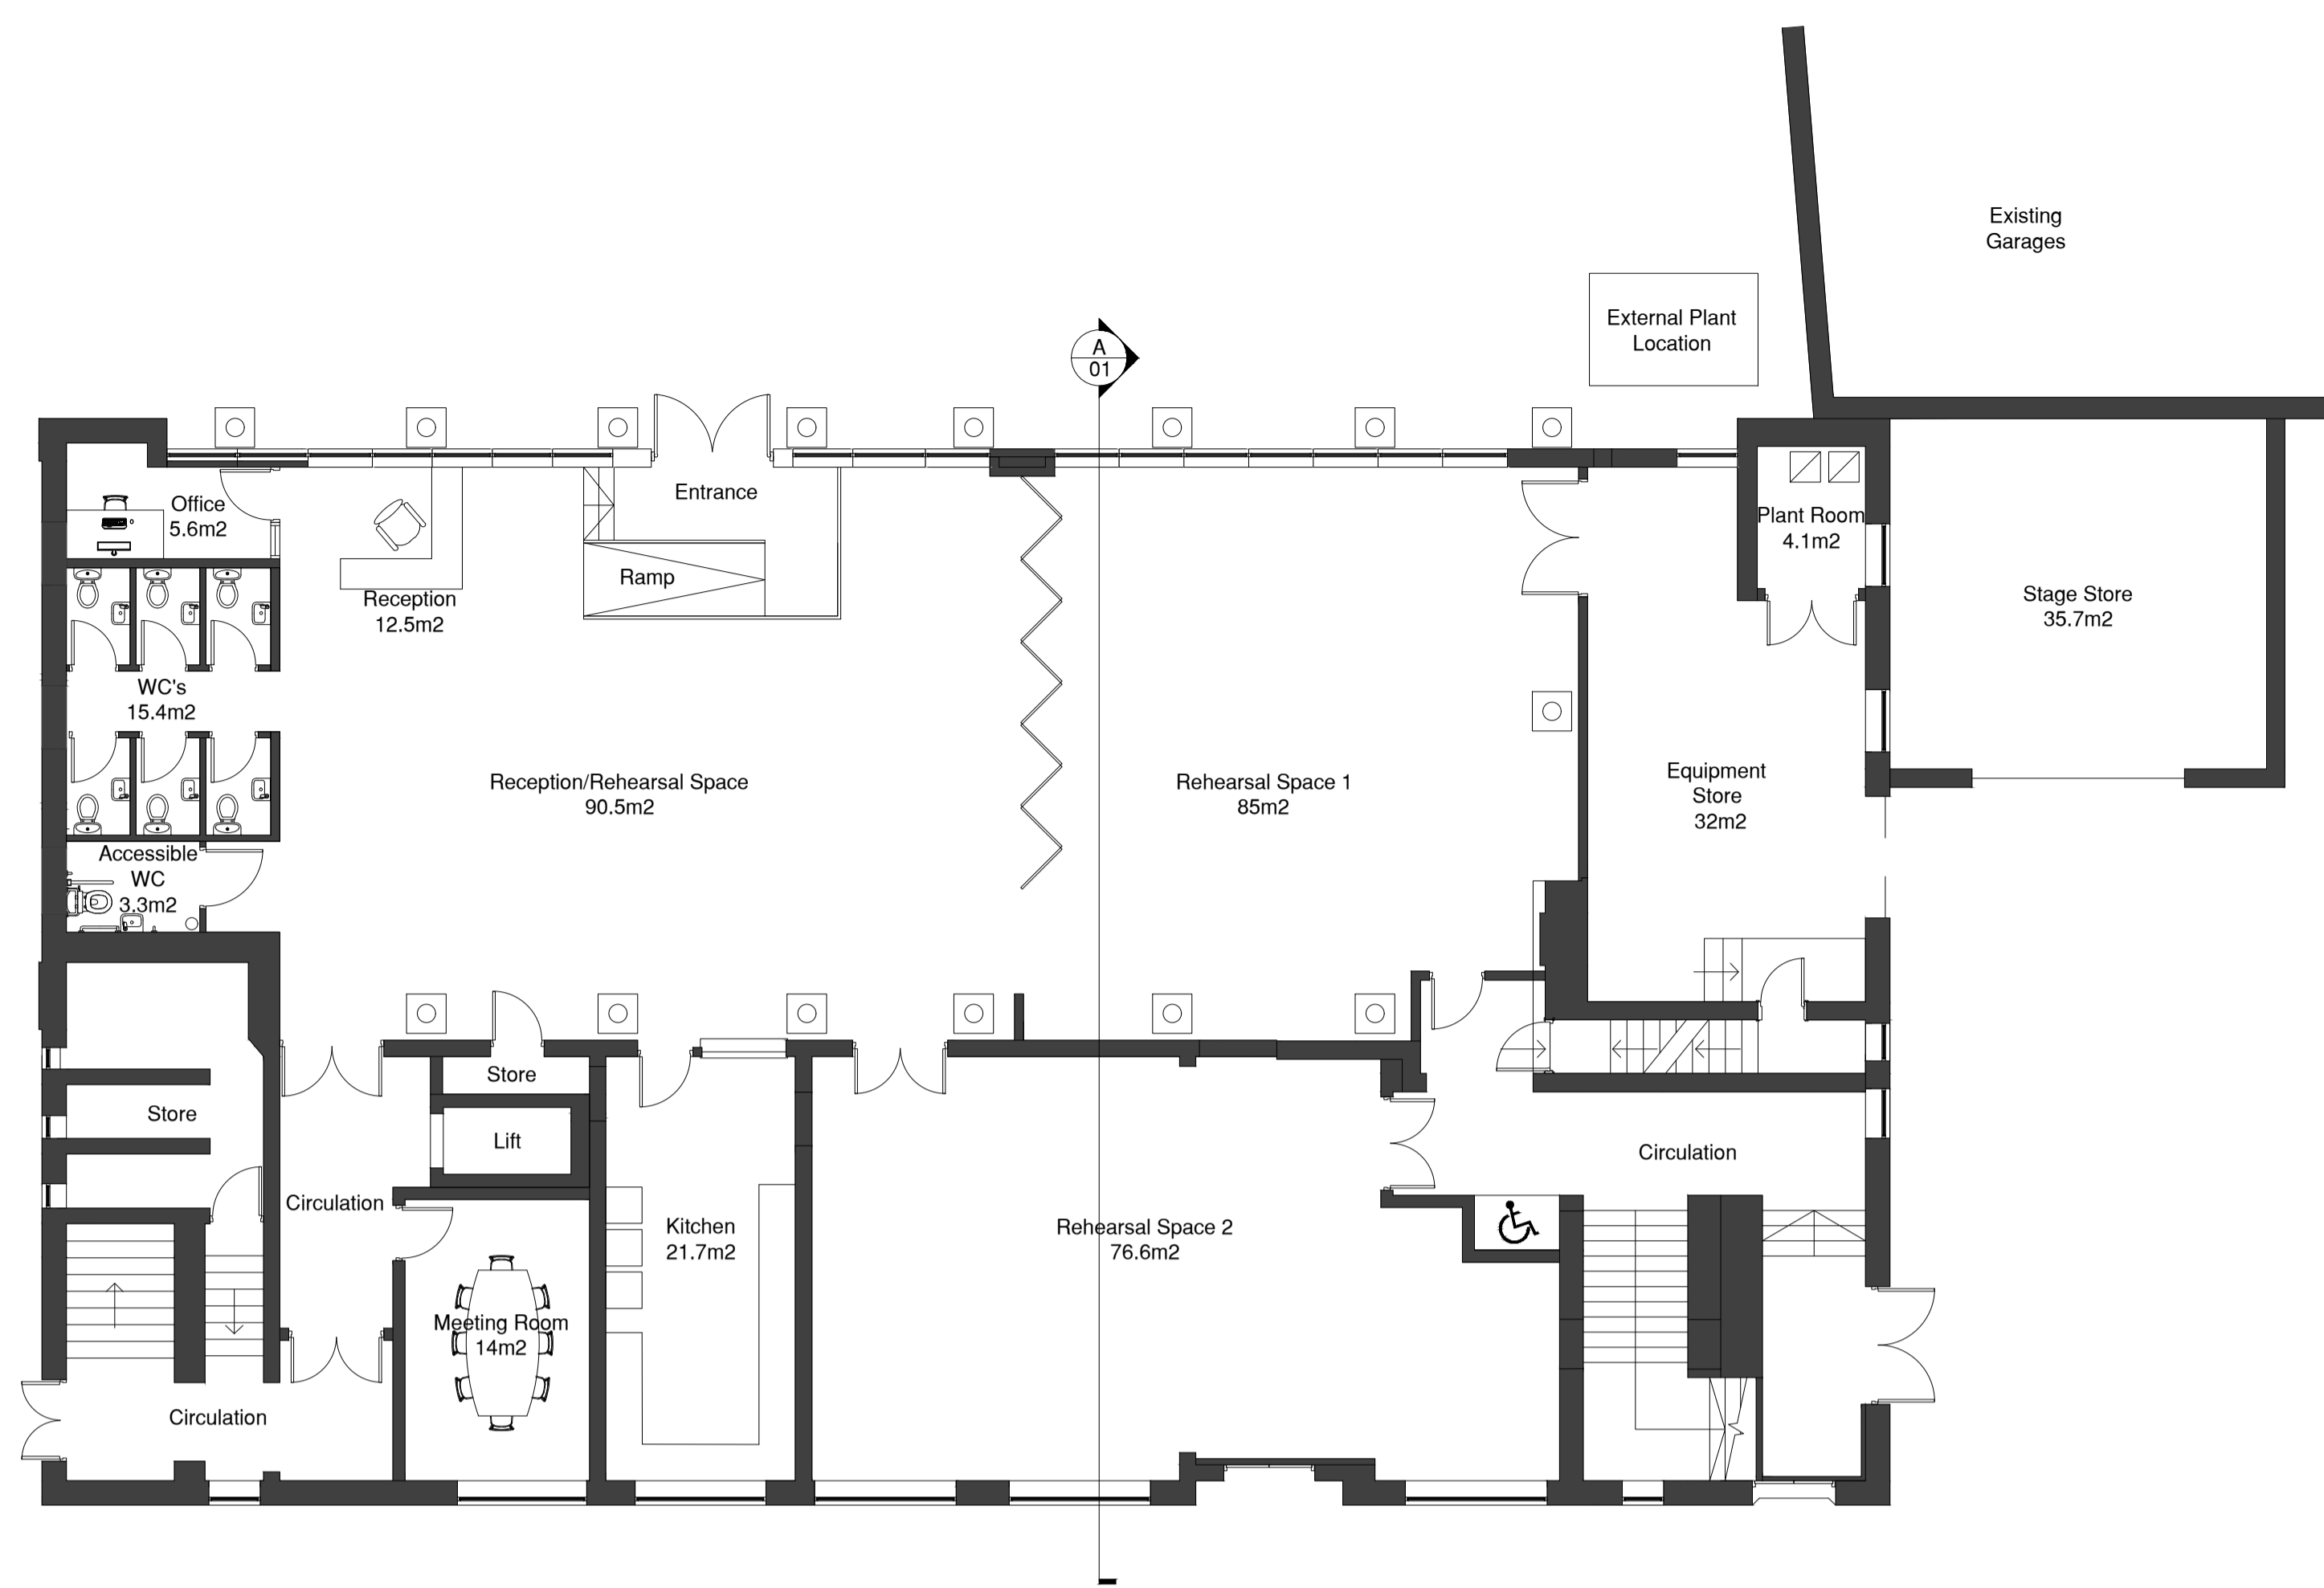 Existing
Garages
External Plant
Location
A
01
Office
5.6m2
Entrance
Plant Room
4.1m2
Ramp
Reception
12.5m2
Stage Store
35.7m2
WC's
15.4m2
Reception/Rehearsal Space
90.5m2
Rehearsal Space 1
85m2
Equipment
Store
32m2
Accessible
WC
3.3m2
Store
Store
Lift
Circulation
Circulation
Kitchen
21.7m2
Rehearsal Space 2
76.6m2
Meeting Room
14m2
Circulation